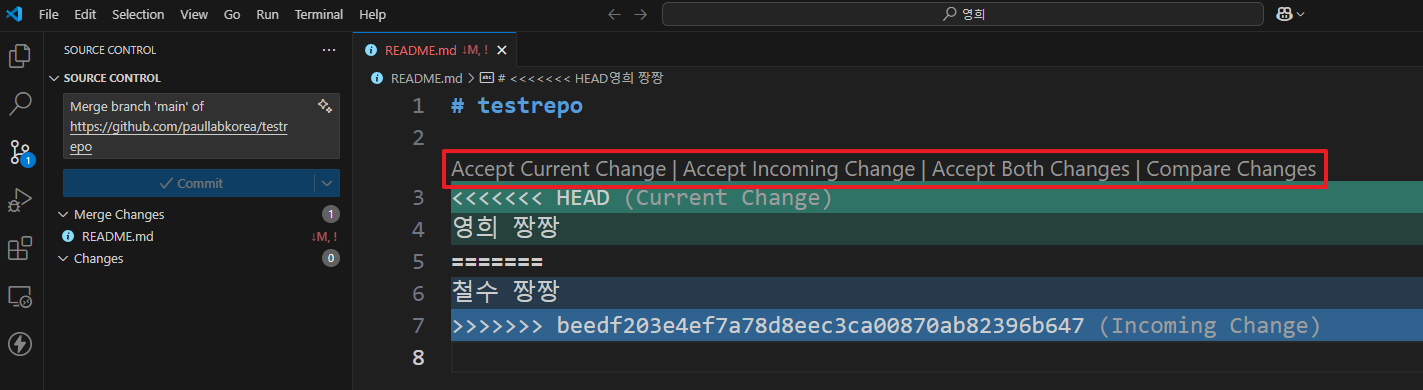 File Edit Selection View Go Run Terminal Help
영희
SOURCE CONTROL
SOURCE CONTROL
Merge branch 'main' of
https://github.com/paullabkorea/testr
epo
Commit
Merge Changes 1
README.md ↓M, !
Changes 0
1
README.md ↓M, !
README.md > abc # <<<<<<< HEAD영희 짱짱
1 # testrepo
2
Accept Current Change | Accept Incoming Change | Accept Both Changes | Compare Changes
3 <<<<<<< HEAD (Current Change)
4 영희 짱짱
5 =======
6 철수 짱짱
7 >>>>>>> beedf203e4ef7a78d8eec3ca00870ab82396b647 (Incoming Change)
8